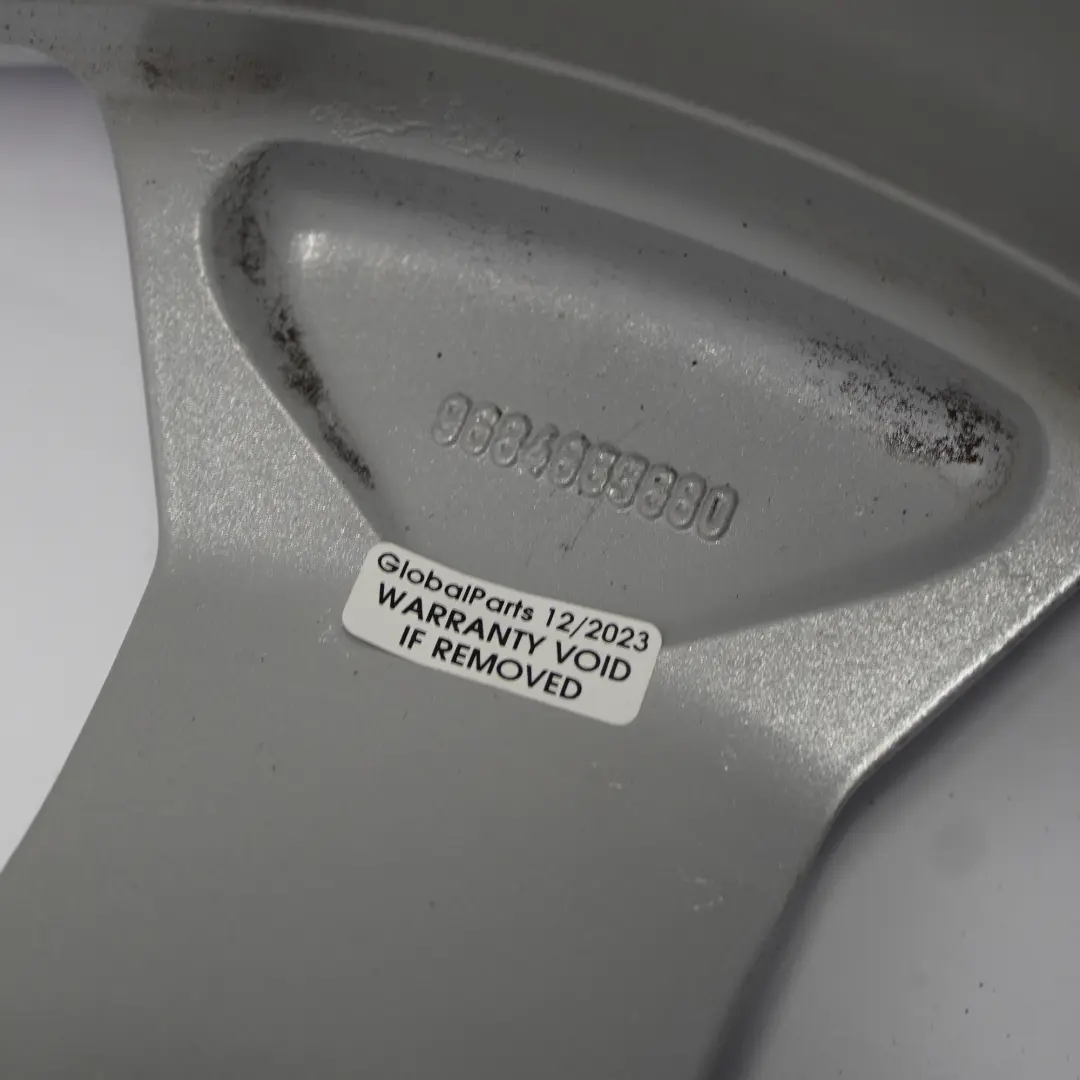 GlobalParts 12/2023
WARRANTY VOID
IF REMOVED